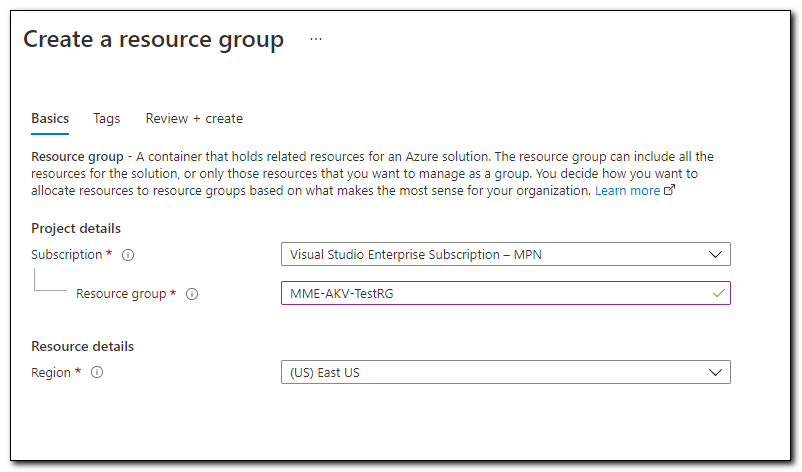 Create a resource group ...
Basics Tags Review + create
Resource group - A container that holds related resources for an Azure solution. The resource group can include all the
resources for the solution, or only those resources that you want to manage as a group. You decide how you want to
allocate resources to resource groups based on what makes the most sense for your organization. Learn more
Project details
Subscription * Visual Studio Enterprise Subscription – MPN
Resource group * MME-AKV-TestRG
Resource details
Region * (US) East US